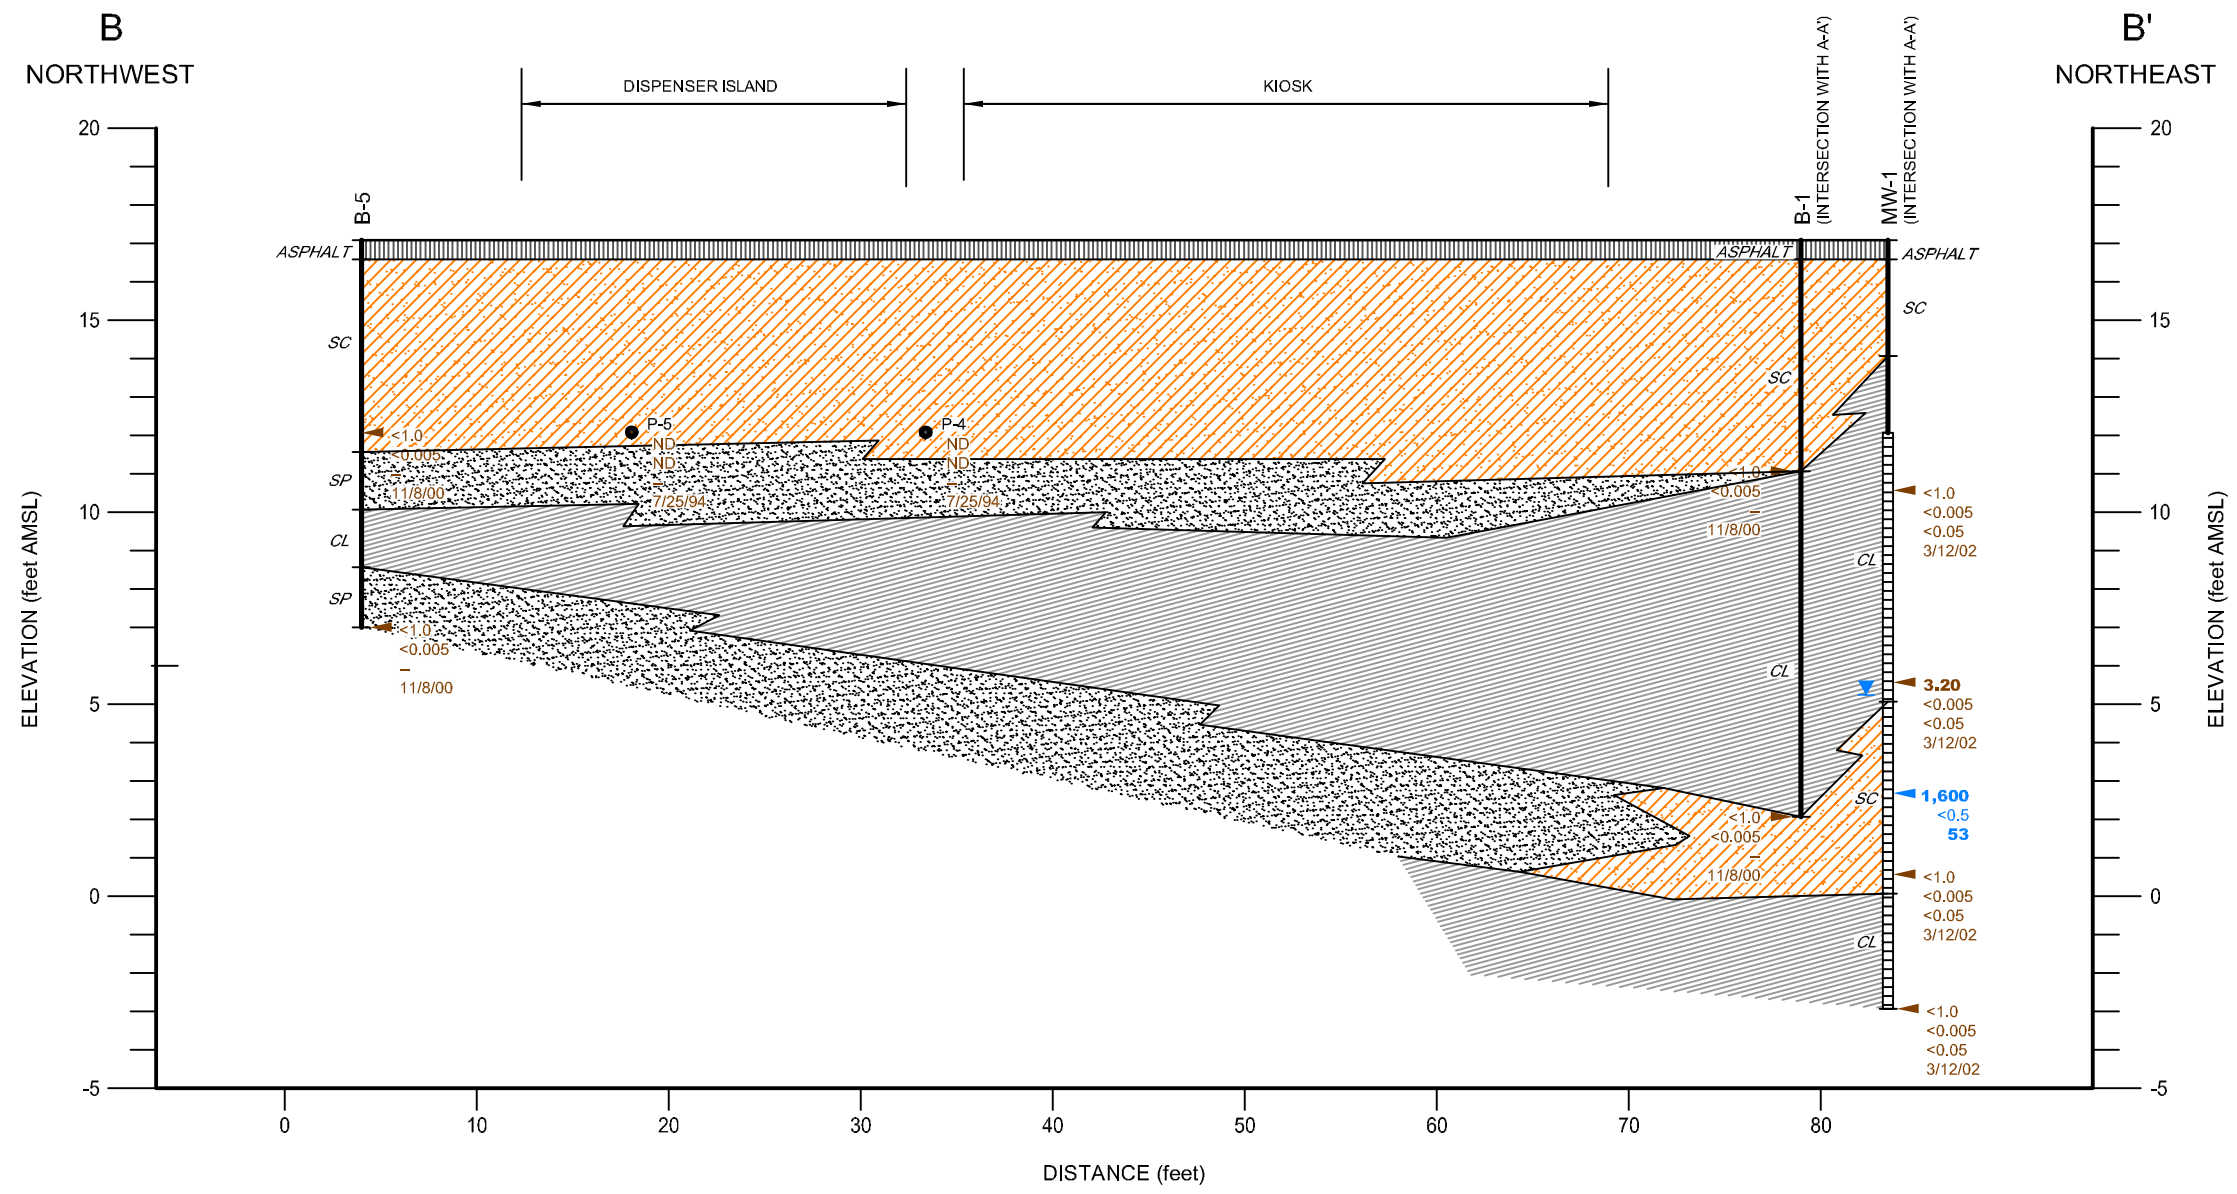 B
NORTHWEST
B'
NORTHEAST
DISPENSER ISLAND
KIOSK
B-5
B-1
(INTERSECTION WITH A-A')
MW-1
(INTERSECTION WITH A-A')
ELEVATION (feet AMSL)
20
15
10
5
0
-5
ASPHALT
SC
SP
CL
SP
<1.0
<0.005
–
11/8/00
<1.0
<0.005
–
11/8/00
P-5
ND
ND
–
7/25/94
P-4
ND
ND
–
7/25/94
ASPHALT
SC
CL
<1.0
<0.005
–
11/8/00
<1.0
<0.005
–
11/8/00
ASPHALT
SC
CL
SC
CL
<1.0
<0.005
<0.05
3/12/02
3.20
<0.005
<0.05
3/12/02
1,600
<0.5
53
<1.0
<0.005
<0.05
3/12/02
<1.0
<0.005
<0.05
3/12/02
20
15
10
5
0
-5
ELEVATION (feet AMSL)
0 10 20 30 40 50 60 70 80
DISTANCE (feet)